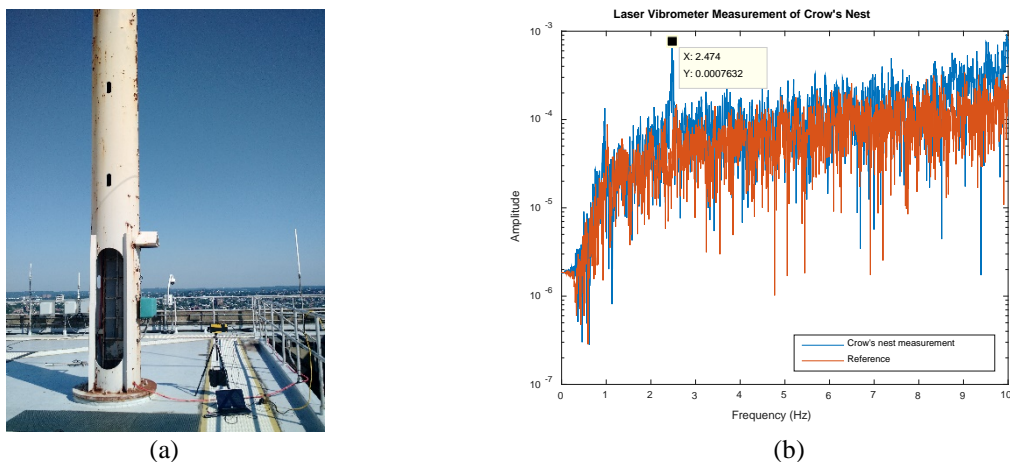 Laser Vibrometer Measurement of Crow's Nest
10 -3
X: 2.474
Y: 0.0007632
10 -4
10 -5
10 -6
10 -7
Amplitude
Crow's nest measurement
Reference
0 1 2 3 4 5 6 7 8 9 10
Frequency (Hz)
(a) (b)